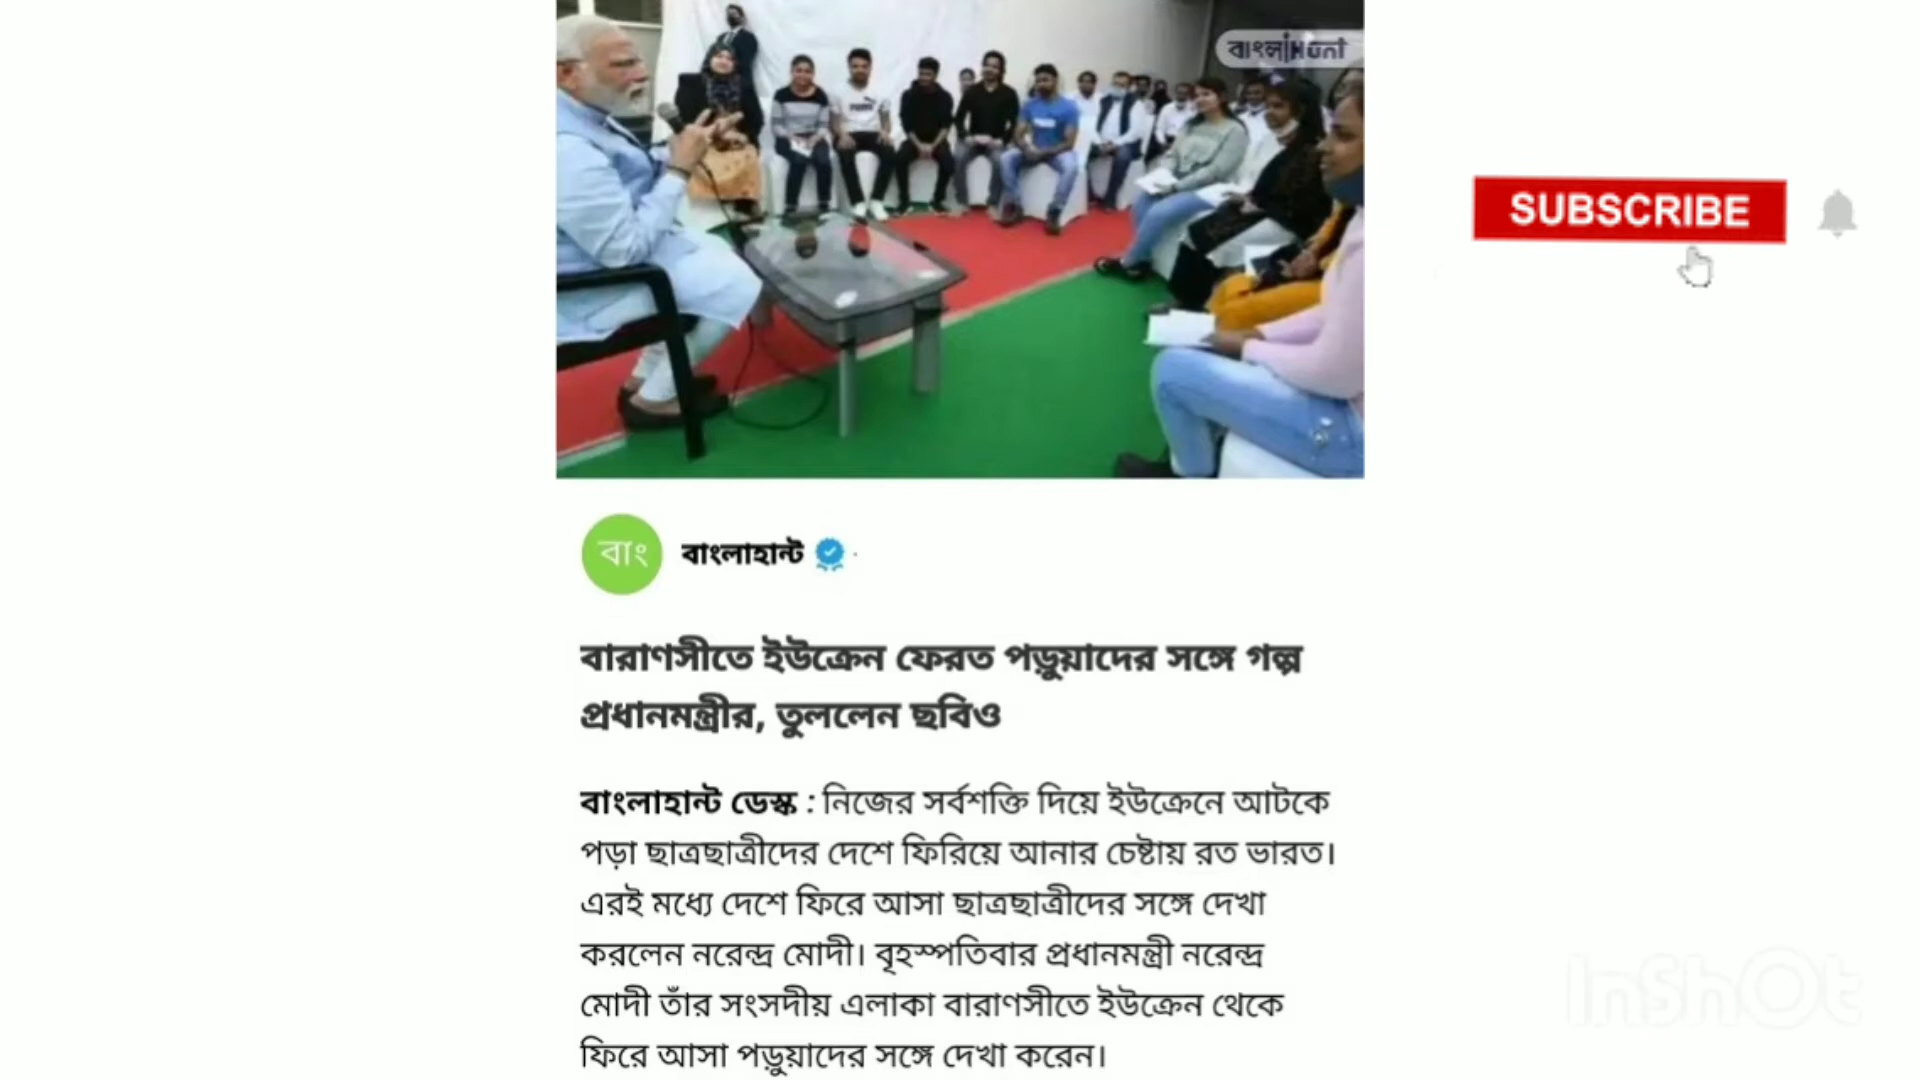 বাংলাHunt
SUBSCRIBE
বাং
বাংলাহান্ট
বারাণসীতে ইউক্রেন ফেরত পড়ুয়াদের সঙ্গে গল্প
প্রধানমন্ত্রীর, তুললেন ছবিও
বাংলাহান্ট ডেস্ক : নিজের সর্বশক্তি দিয়ে ইউক্রেনে আটকে
পড়া ছাত্রছাত্রীদের দেশে ফিরিয়ে আনার চেষ্টায় রত ভারত।
এরই মধ্যে দেশে ফিরে আসা ছাত্রছাত্রীদের সঙ্গে দেখা
করলেন নরেন্দ্র মোদী। বৃহস্পতিবার প্রধানমন্ত্রী নরেন্দ্র
মোদী তাঁর সংসদীয় এলাকা বারাণসীতে ইউক্রেন থেকে
ফিরে আসা পড়ুয়াদের সঙ্গে দেখা করেন।
InShOt